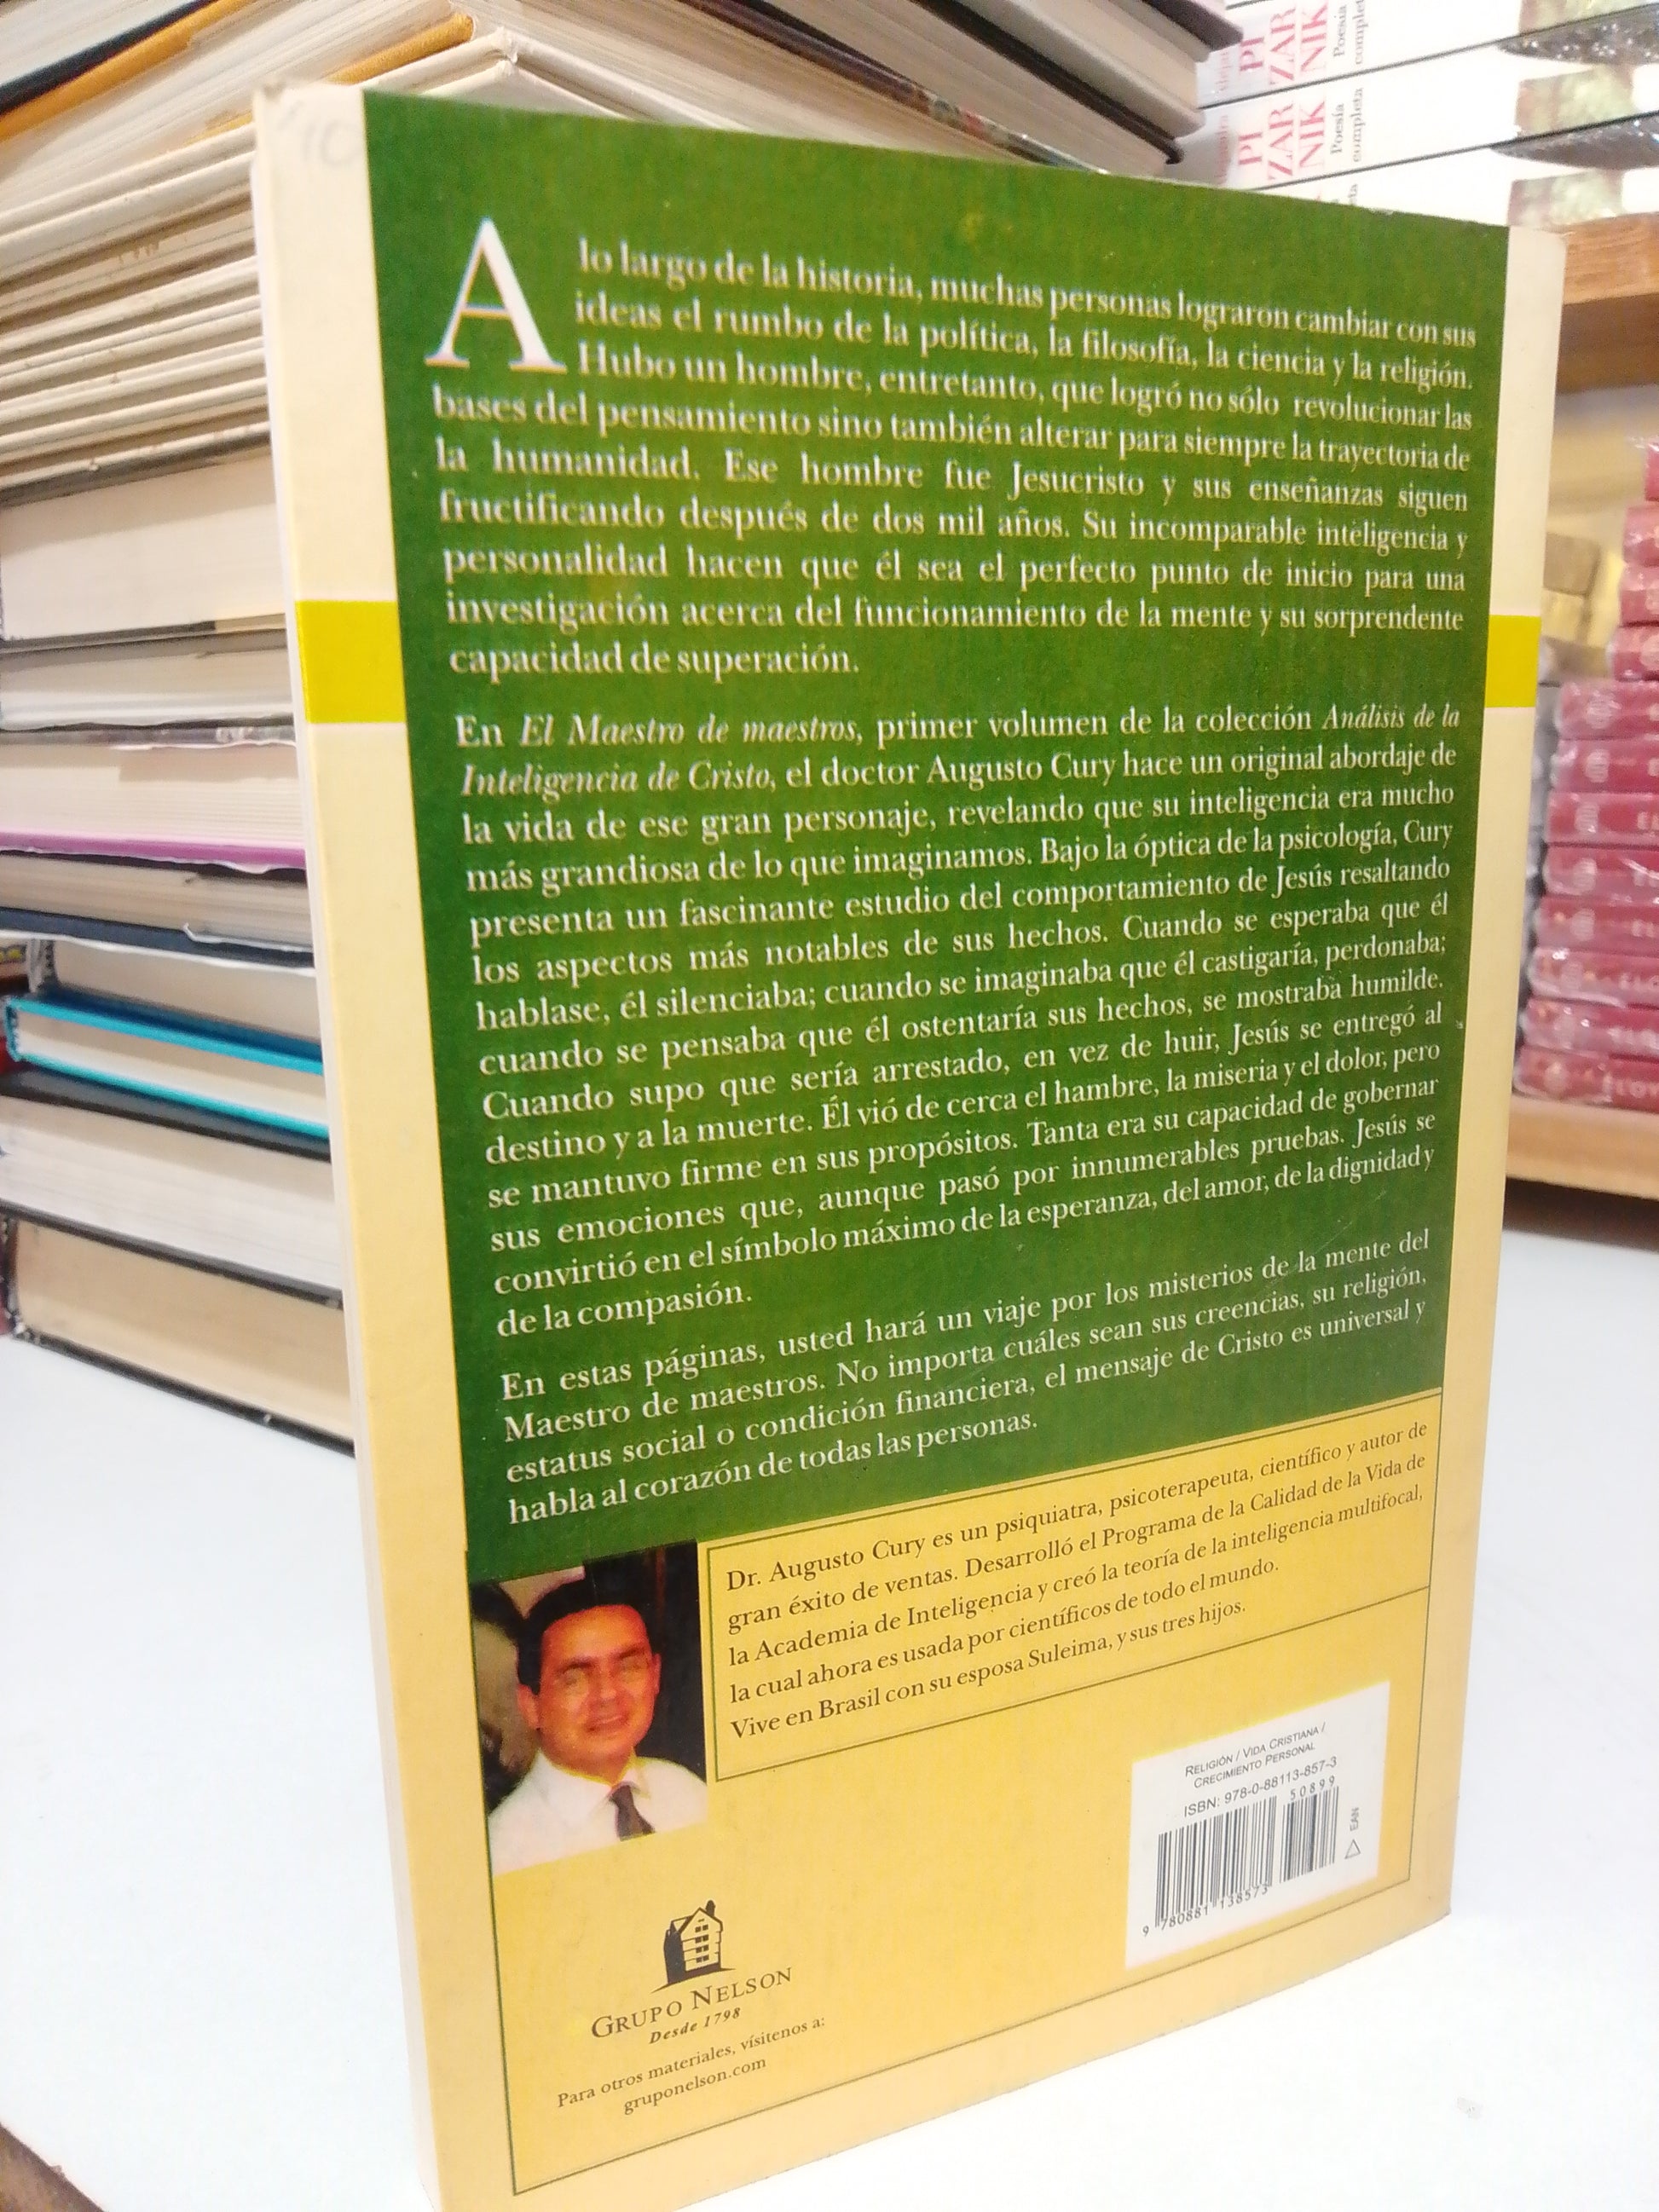 A lo largo de la historia, muchas personas lograron cambiar con sus
ideas el rumbo de la política, la filosofía, la ciencia y la religión.
Hubo un hombre, entretanto, que logró no sólo revolucionar las
bases del pensamiento sino también alterar para siempre la trayectoria de
la humanidad. Ese hombre fue Jesucristo y sus enseñanzas siguen
fructificando después de dos mil años. Su incomparable inteligencia y
personalidad hacen que él sea el perfecto punto de inicio para una
investigación acerca del funcionamiento de la mente y su sorprendente
capacidad de superación.
En El Maestro de maestros, primer volumen de la colección Análisis de la
Inteligencia de Cristo, el doctor Augusto Cury hace un original abordaje de
la vida de ese gran personaje, revelando que su inteligencia era mucho
más grandiosa de lo que imaginamos. Bajo la óptica de la psicología, Cury
presenta un fascinante estudio del comportamiento de Jesús resaltando
los aspectos más notables de sus hechos. Cuando se esperaba que él
hablase, él silenciaba; cuando se imaginaba que él castigaría, perdonaba;
cuando se pensaba que él ostentaría sus hechos, se mostraba humilde.
Cuando supo que sería arrestado, en vez de huir, Jesús se entregó al
destino y a la muerte. Él vió de cerca el hambre, la miseria y el dolor, pero
se mantuvo firme en sus propósitos. Tanta era su capacidad de gobernar
sus emociones que, aunque pasó por innumerables pruebas. Jesús se
convirtió en el símbolo máximo de la esperanza, del amor, de la dignidad y
de la compasión.
En estas páginas, usted hará un viaje por los misterios de la mente del
Maestro de maestros. No importa cuáles sean sus creencias, su religión,
estatus social o condición financiera, el mensaje de Cristo es universal y
habla al corazón de todas las personas.
Dr. Augusto Cury es un psiquiatra, psicoterapeuta, científico y autor de
gran éxito de ventas. Desarrolló el Programa de la Calidad de la Vida de
la Academia de Inteligencia y creó la teoría de la inteligencia multifocal,
la cual ahora es usada por científicos de todo el mundo.
Vive en Brasil con su esposa Suleima, y sus tres hijos.
RELIGIÓN / VIDA CRISTIANA /
CRECIMIENTO PERSONAL
ISBN: 978-0-88113-857-3
50899
EAN
9 780881 138573
GRUPO NELSON
Desde 1798
Para otros materiales, vísitenos a:
gruponelson.com
PI
ZAR
NIK
Poesía
completa
PI
ZAR
NIK
Poesía
completa